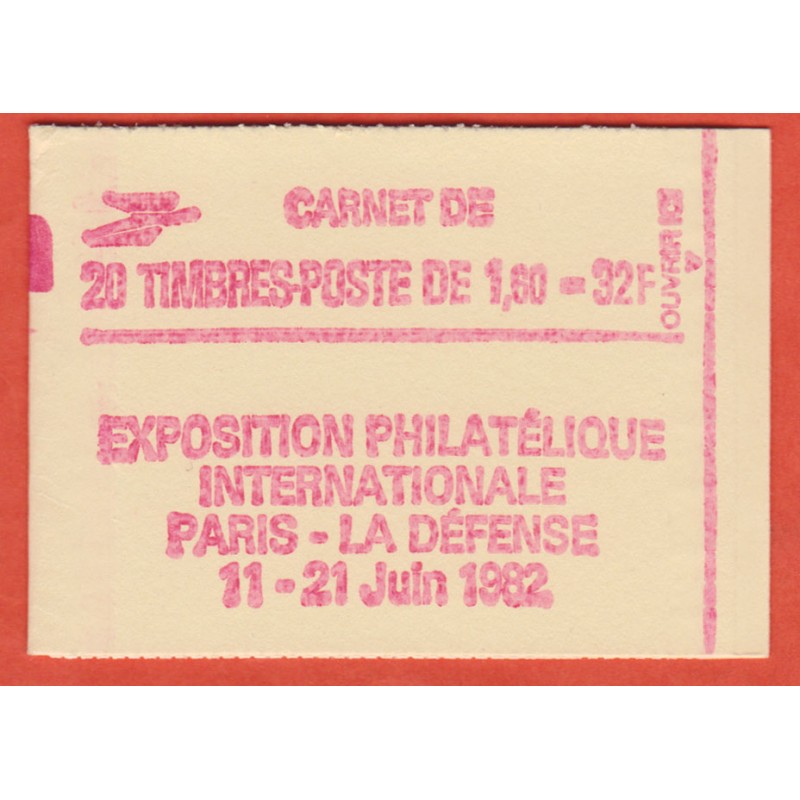 CARNET DE
20 TIMBRES-POSTE DE 1,60 = 32F
OUVRIR ICI
EXPOSITION PHILATÉLIQUE
INTERNATIONALE
PARIS - LA DÉFENSE
11 - 21 Juin 1982